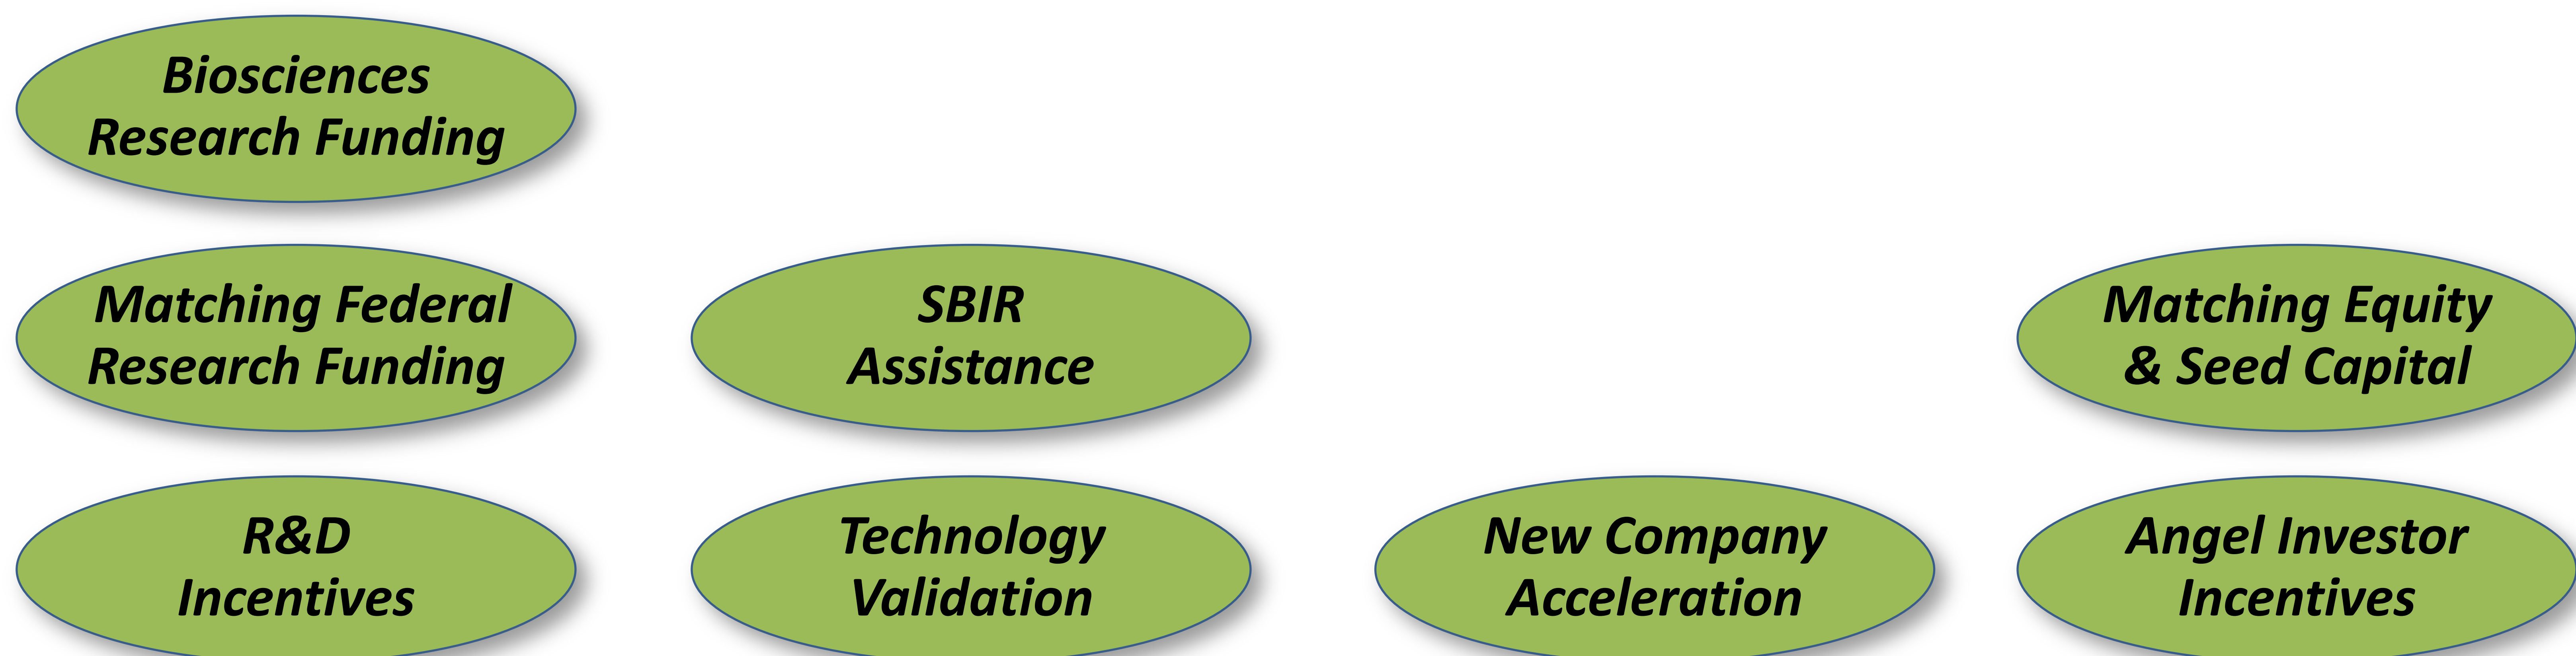 Biosciences
Research Funding
Matching Federal
Research Funding
SBIR
Assistance
Matching Equity
& Seed Capital
R&D
Incentives
Technology
Validation
New Company
Acceleration
Angel Investor
Incentives